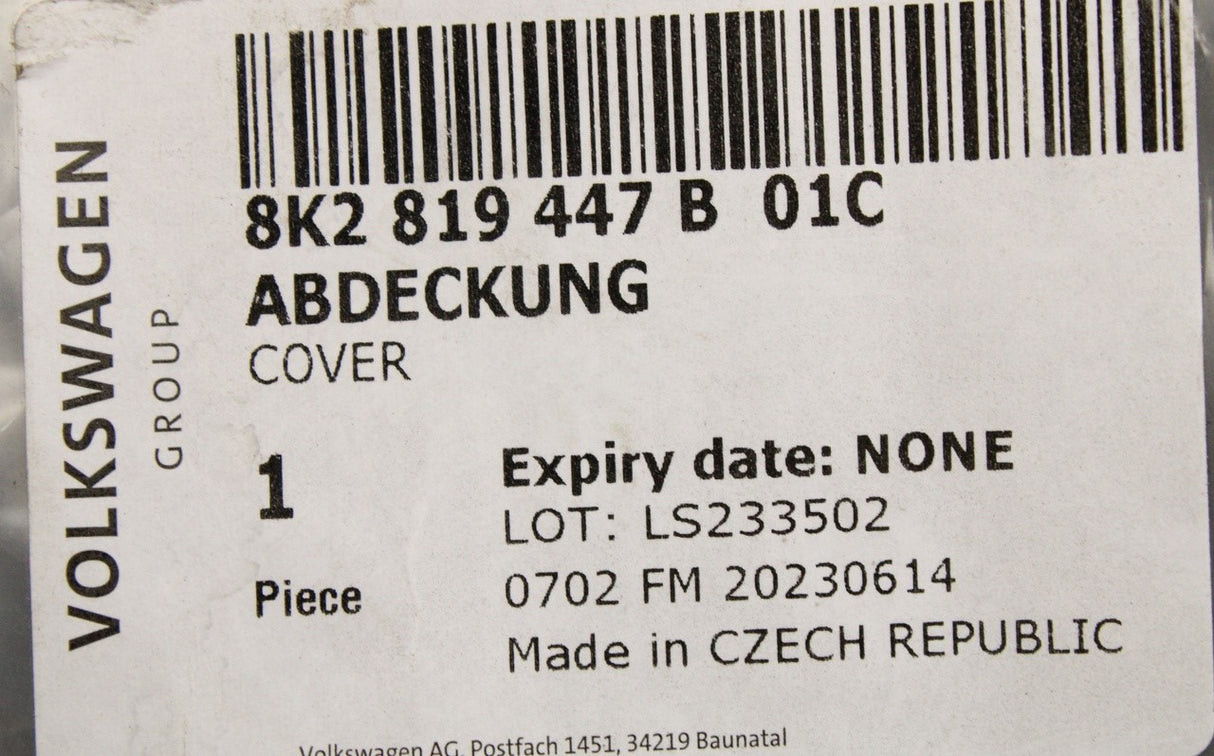 VOLKSWAGEN
GROUP
8K2 819 447 B 01C
ABDECKUNG
COVER
1
Piece
Expiry date: NONE
LOT: LS233502
0702 FM 20230614
Made in CZECH REPUBLIC
Volkswagen AG, Postfach 1451, 34219 Baunatal